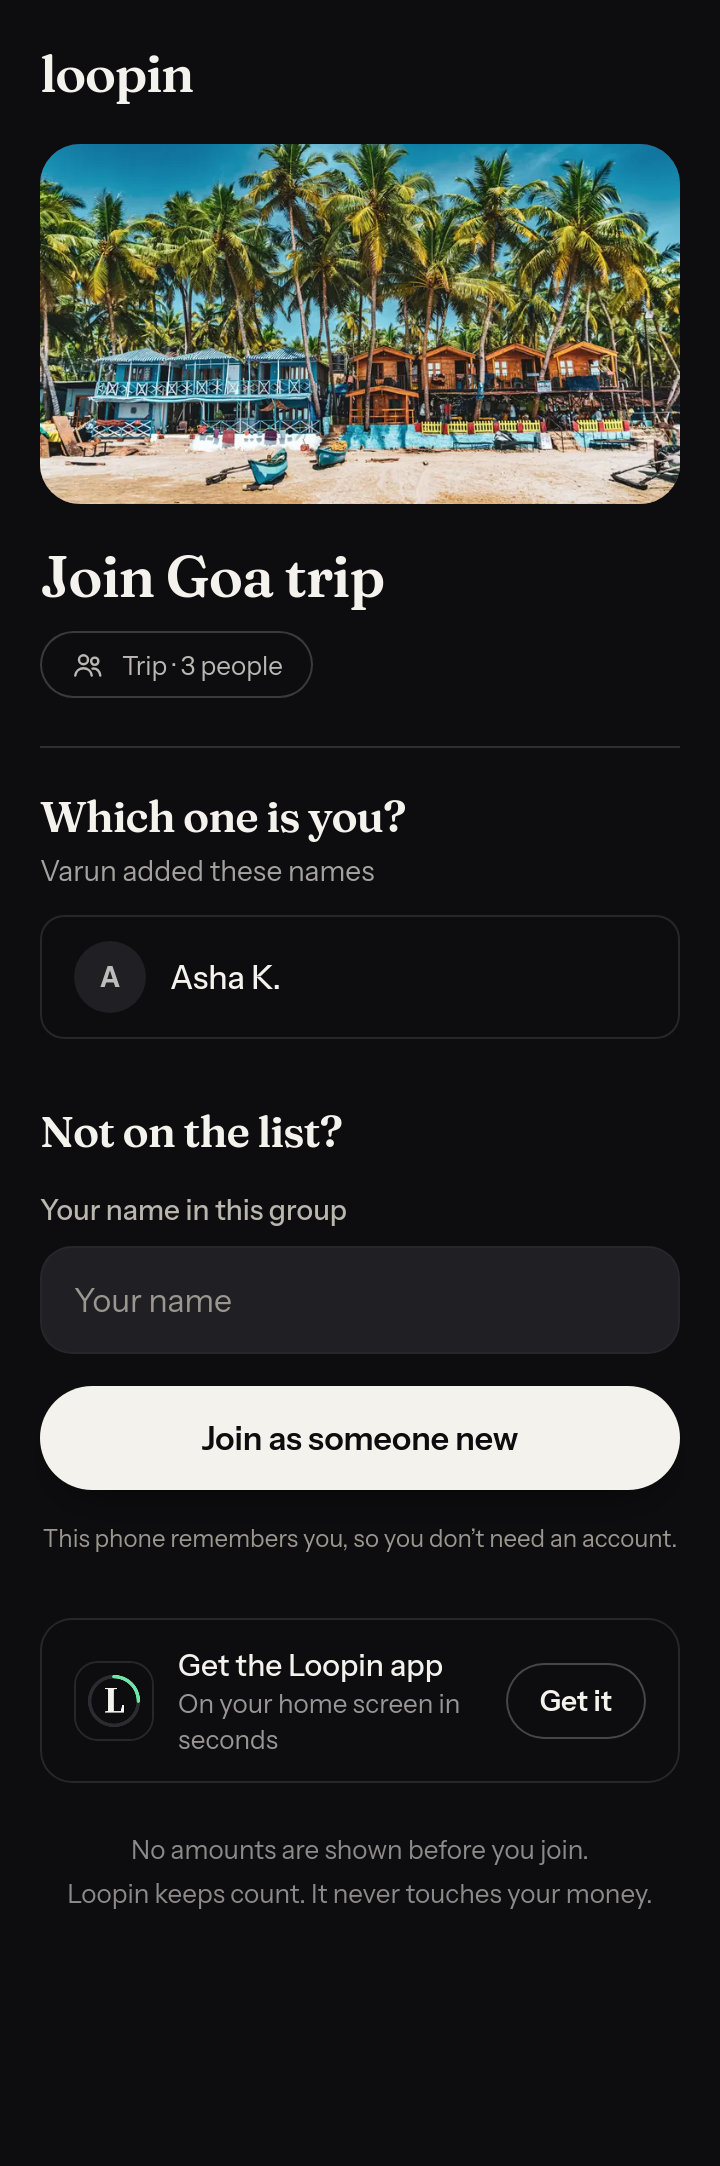 loopin
Join Goa trip
Trip · 3 people
Which one is you?
Varun added these names
A
Asha K.
Not on the list?
Your name in this group
Your name
Join as someone new
This phone remembers you, so you don’t need an account.
L
Get the Loopin app
On your home screen in
seconds
Get it
No amounts are shown before you join.
Loopin keeps count. It never touches your money.